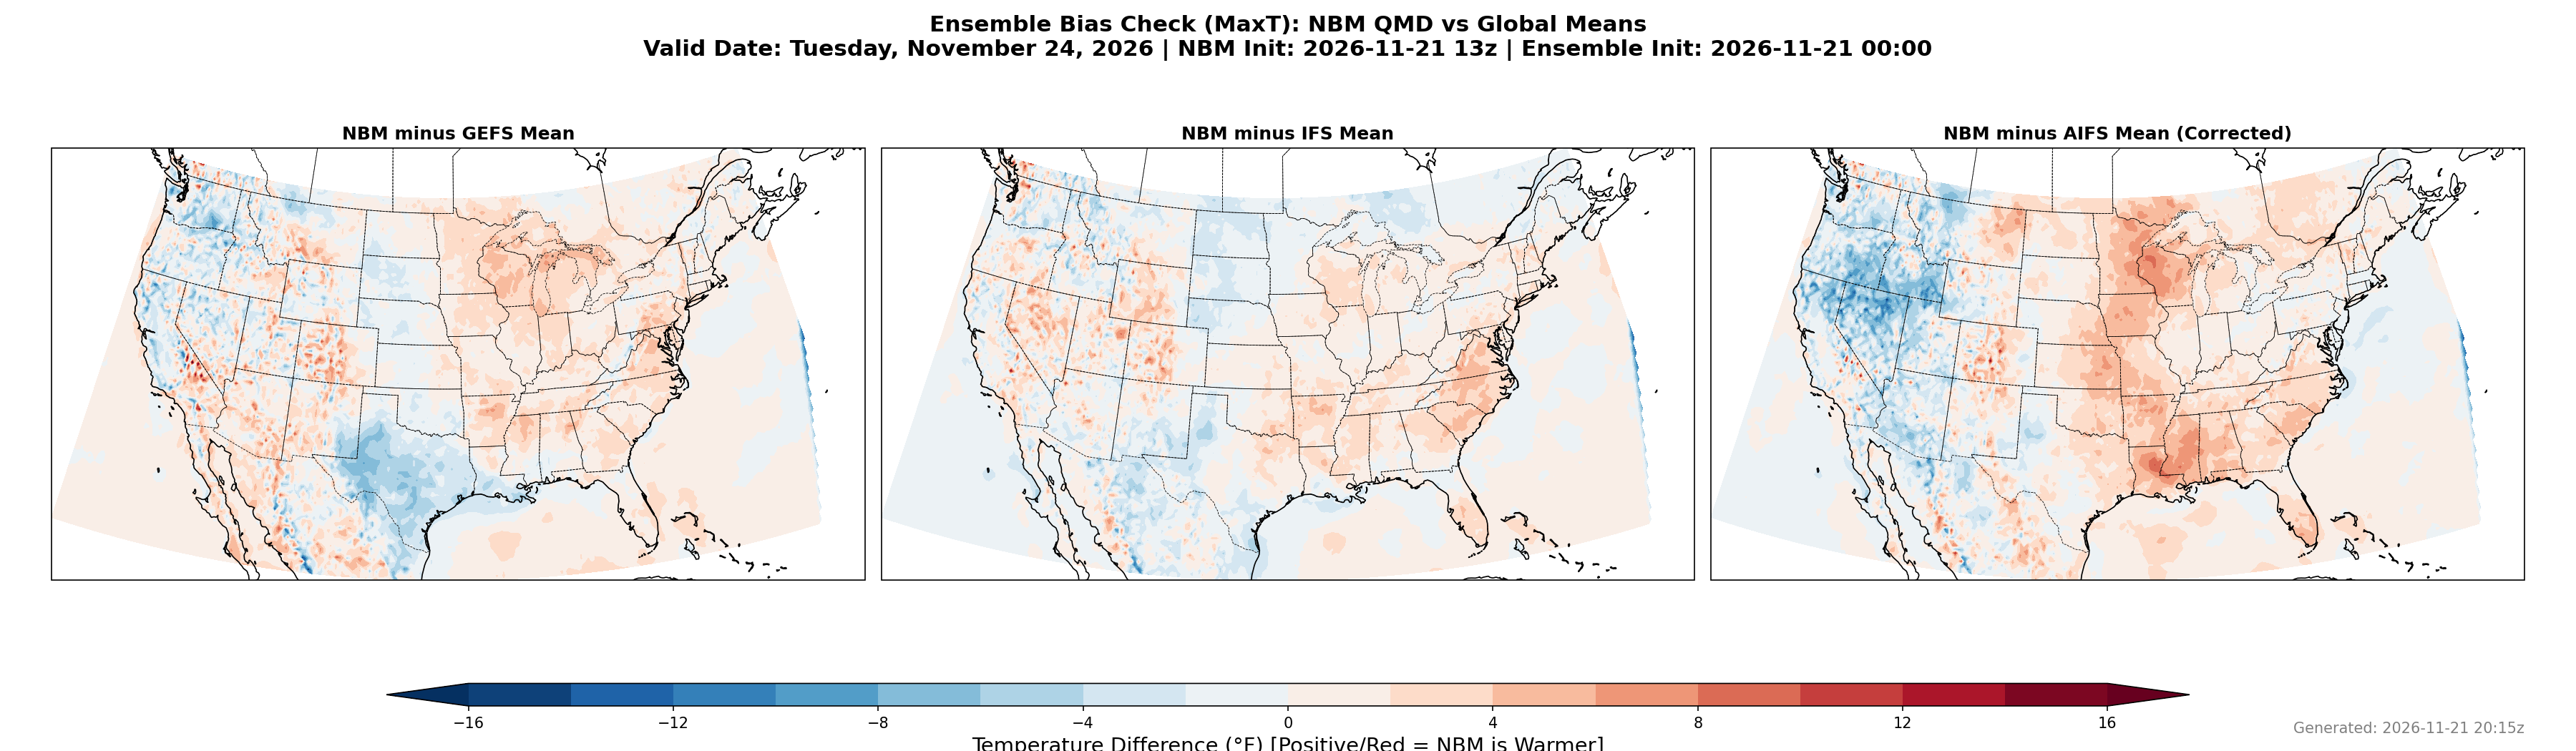 Ensemble Bias Check (MaxT): NBM QMD vs Global Means
Valid Date: Tuesday, November 24, 2026 | NBM Init: 2026-11-21 13z | Ensemble Init: 2026-11-21 00:00
NBM minus GEFS Mean
NBM minus IFS Mean
NBM minus AIFS Mean (Corrected)
−16 −12 −8 −4 0 4 8 12 16
Temperature Difference (°F) [Positive/Red = NBM is Warmer]
Generated: 2026-11-21 20:15z